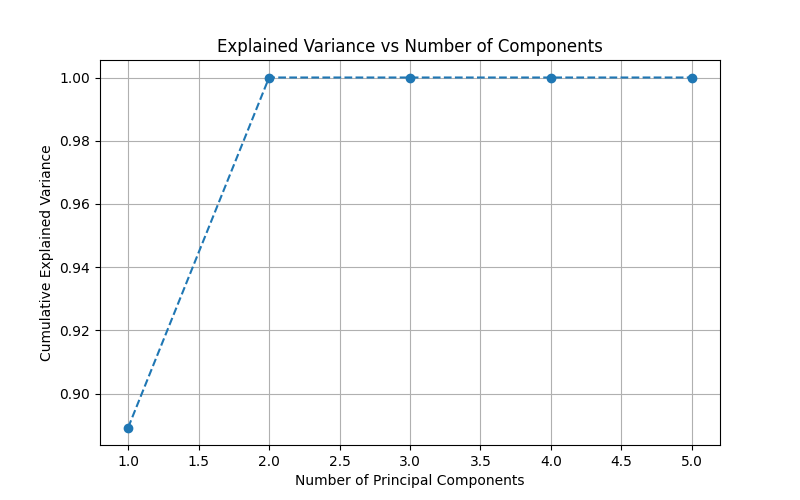 Explained Variance vs Number of Components
Cumulative Explained Variance
1.00
0.98
0.96
0.94
0.92
0.90
1.0 1.5 2.0 2.5 3.0 3.5 4.0 4.5 5.0
Number of Principal Components